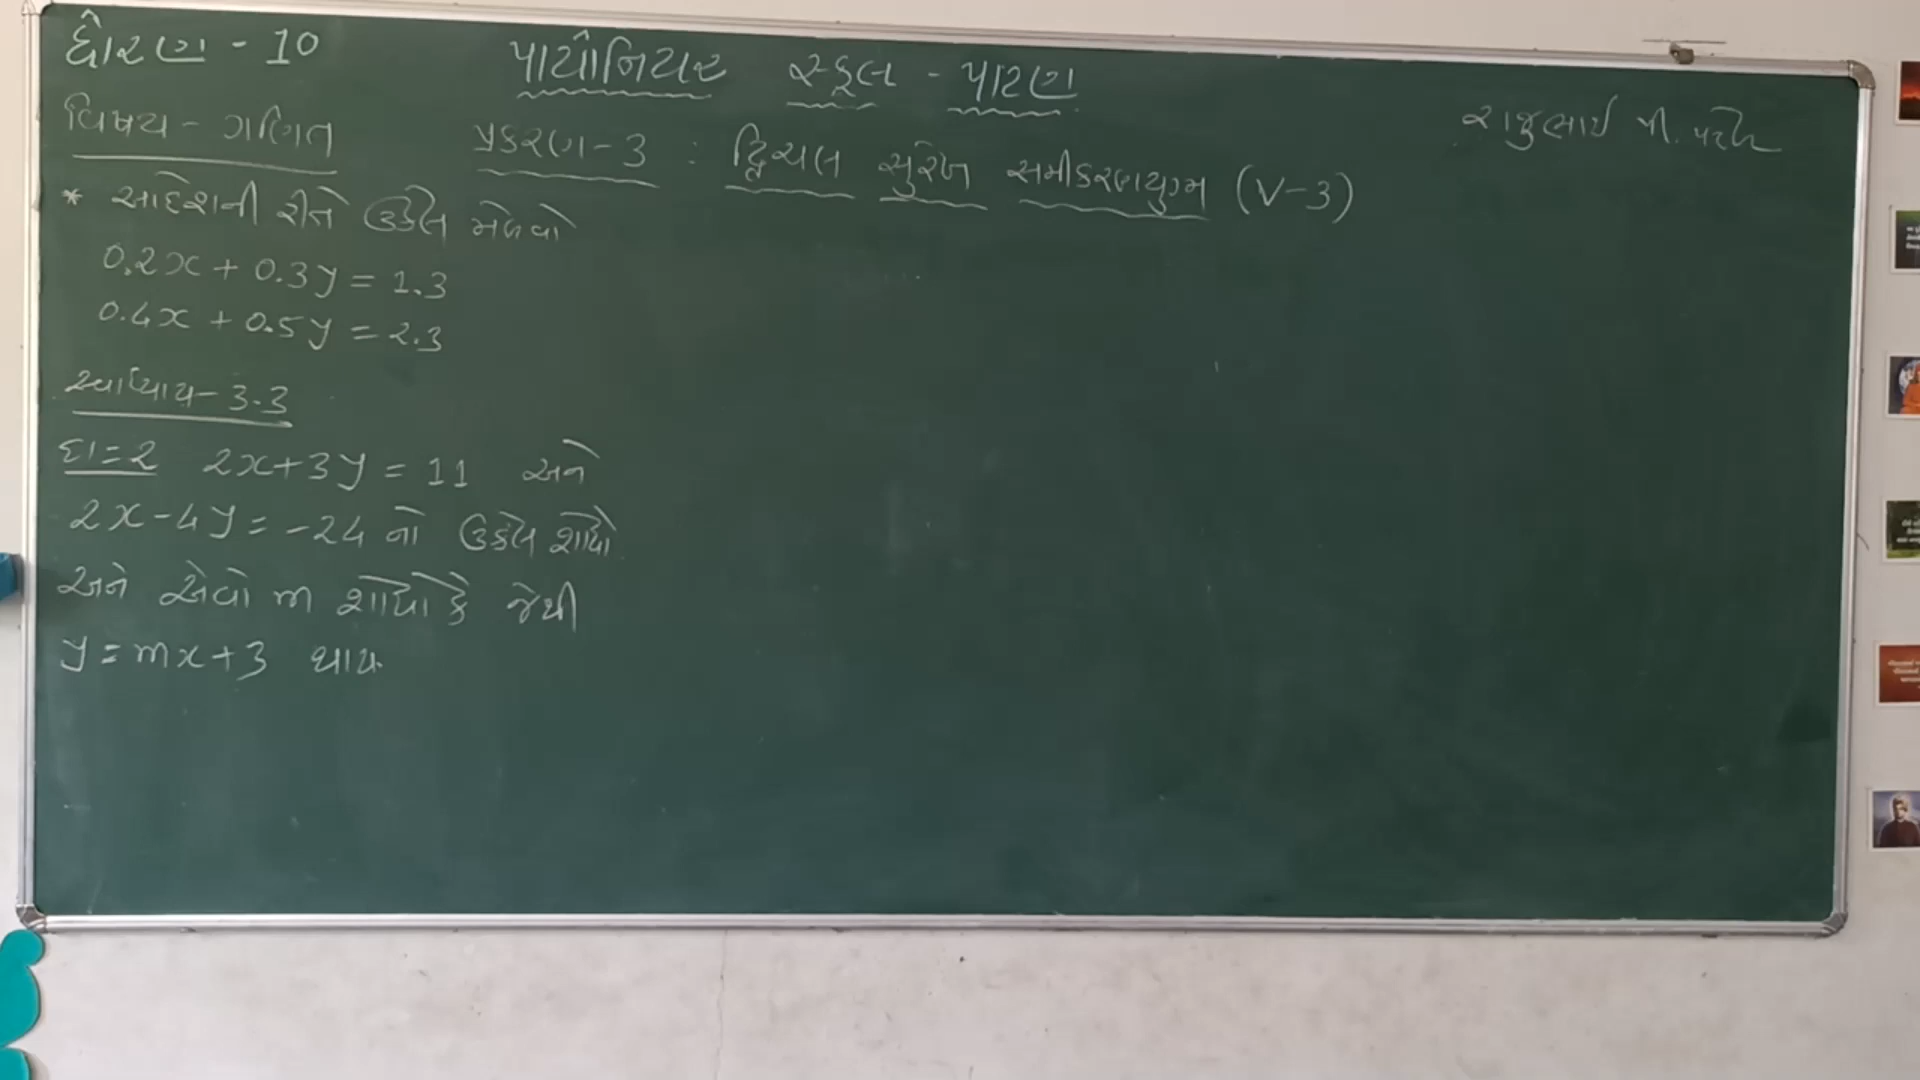 ધોરણ - 10
પાયોનિયર સ્કૂલ - પાટણ
રાજુભાઈ પી. પટેલ
વિષય - ગણિત
પ્રકરણ-3 : દ્વિચલ સુરેખ સમીકરણયુગ્મ (V-3)
* આદેશની રીતે ઉકેલ મેળવો
0.2x + 0.3y = 1.3
0.4x + 0.5y = 2.3
સ્વાધ્યાય- 3.3
દા=2 2x+3y = 11 અને
2x-4y = -24 નો ઉકેલ શોધો
અને એવો m શોધો કે જેથી
y = mx+3 થાય